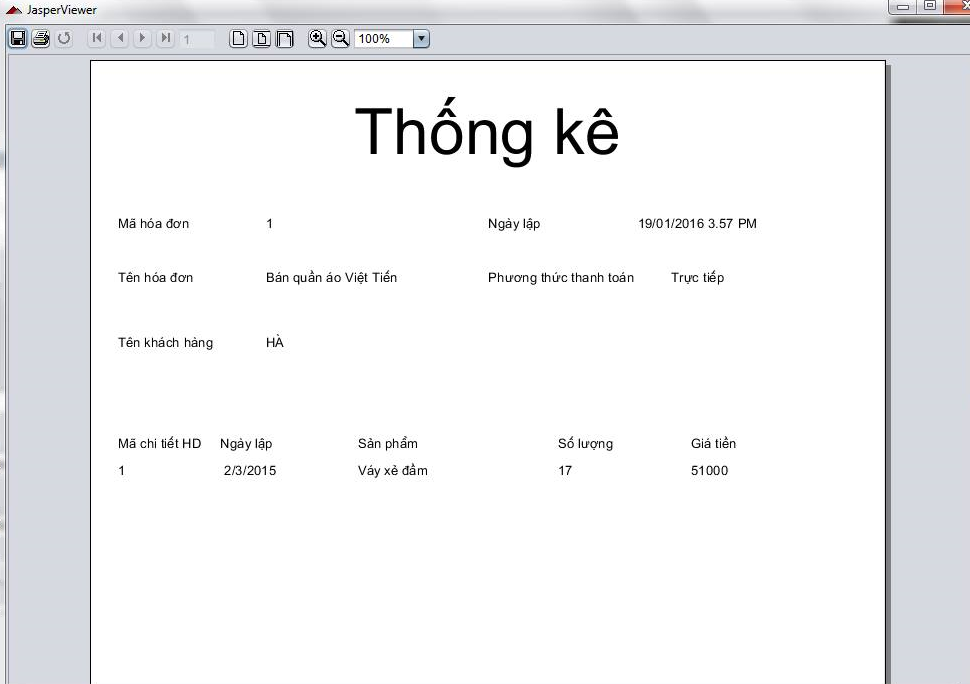 JasperViewer
1
100%
Thống kê
Mã hóa đơn 1 Ngày lập 19/01/2016 3.57 PM
Tên hóa đơn Bán quần áo Việt Tiến Phương thức thanh toán Trực tiếp
Tên khách hàng HÀ
Mã chi tiết HD Ngày lập Sản phẩm Số lượng Giá tiền
1 2/3/2015 Váy xẻ đầm 17 51000